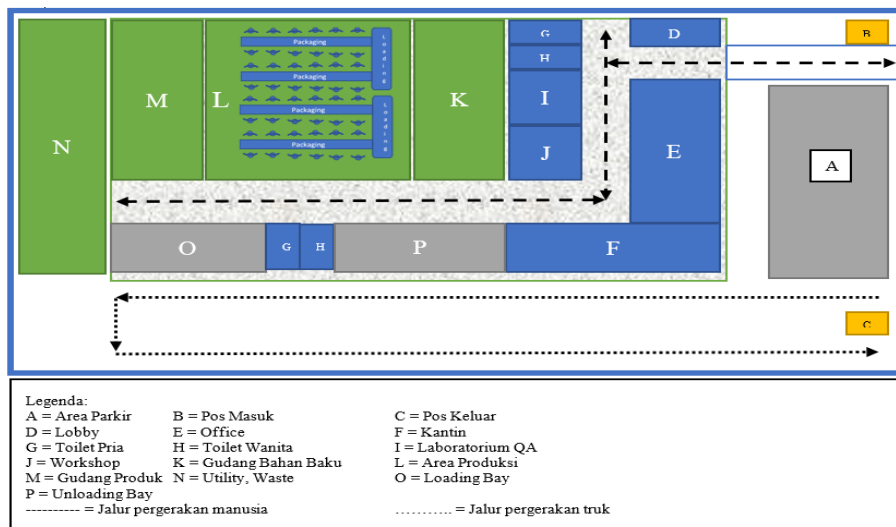 G
D
B
H
Packaging
Loading
Packaging
M
L
K
I
Packaging
Loading
Packaging
N
J
E
A
O
G
H
P
F
C
Legenda:
A = Area Parkir B = Pos Masuk C = Pos Keluar
D = Lobby E = Office F = Kantin
G = Toilet Pria H = Toilet Wanita I = Laboratorium QA
J = Workshop K = Gudang Bahan Baku L = Area Produksi
M = Gudang Produk N = Utility, Waste O = Loading Bay
P = Unloading Bay
---------- = Jalur pergerakan manusia ........... = Jalur pergerakan truk